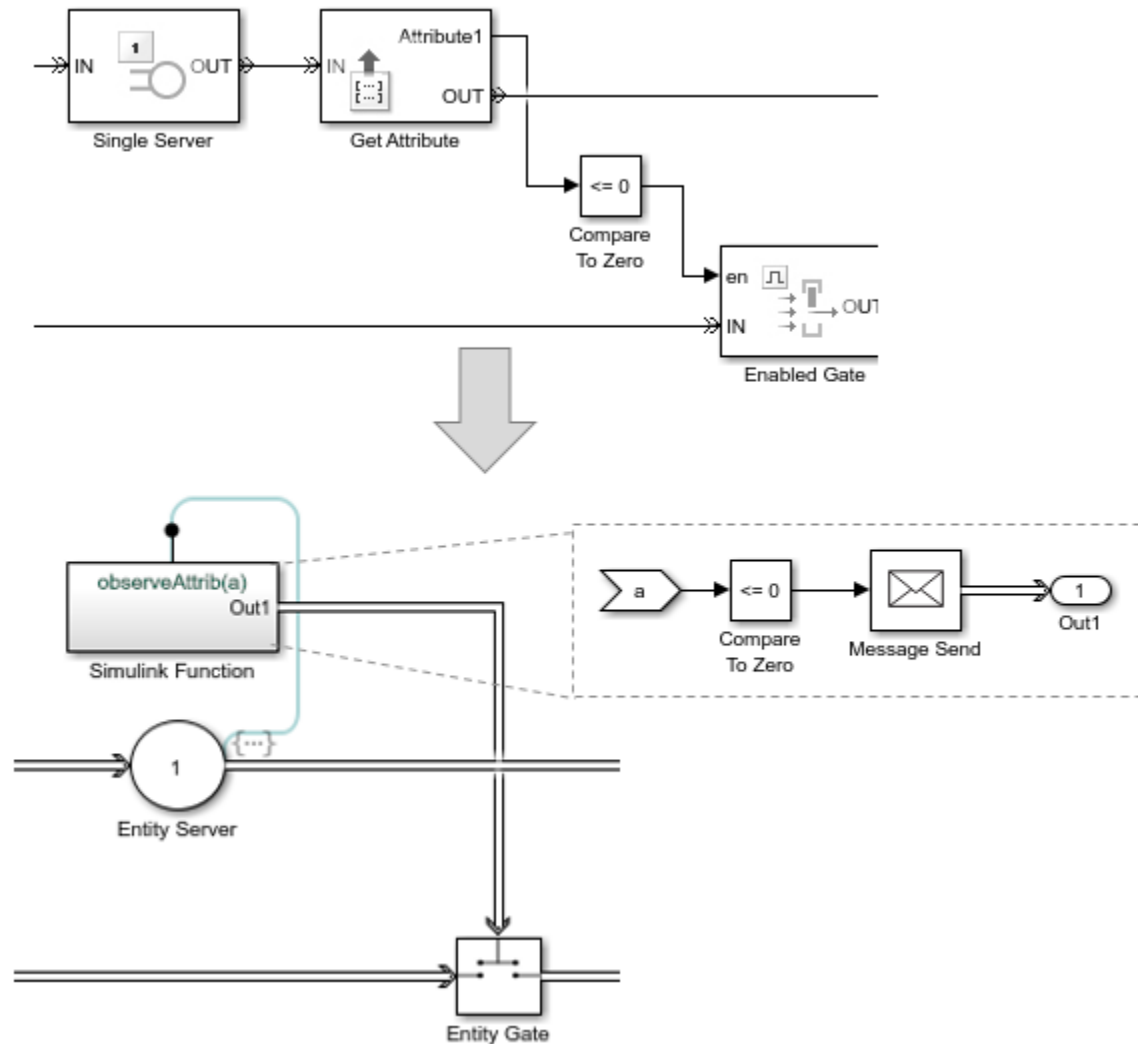 Attribute1
1
IN
OUT
IN
[...]
OUT
Single Server
Get Attribute
<= 0
Compare
To Zero
en
OUT
IN
Enabled Gate
observeAttrib(a)
Out1
Simulink Function
a
<= 0
1
Compare
To Zero
Message Send
Out1
{...}
1
Entity Server
Entity Gate